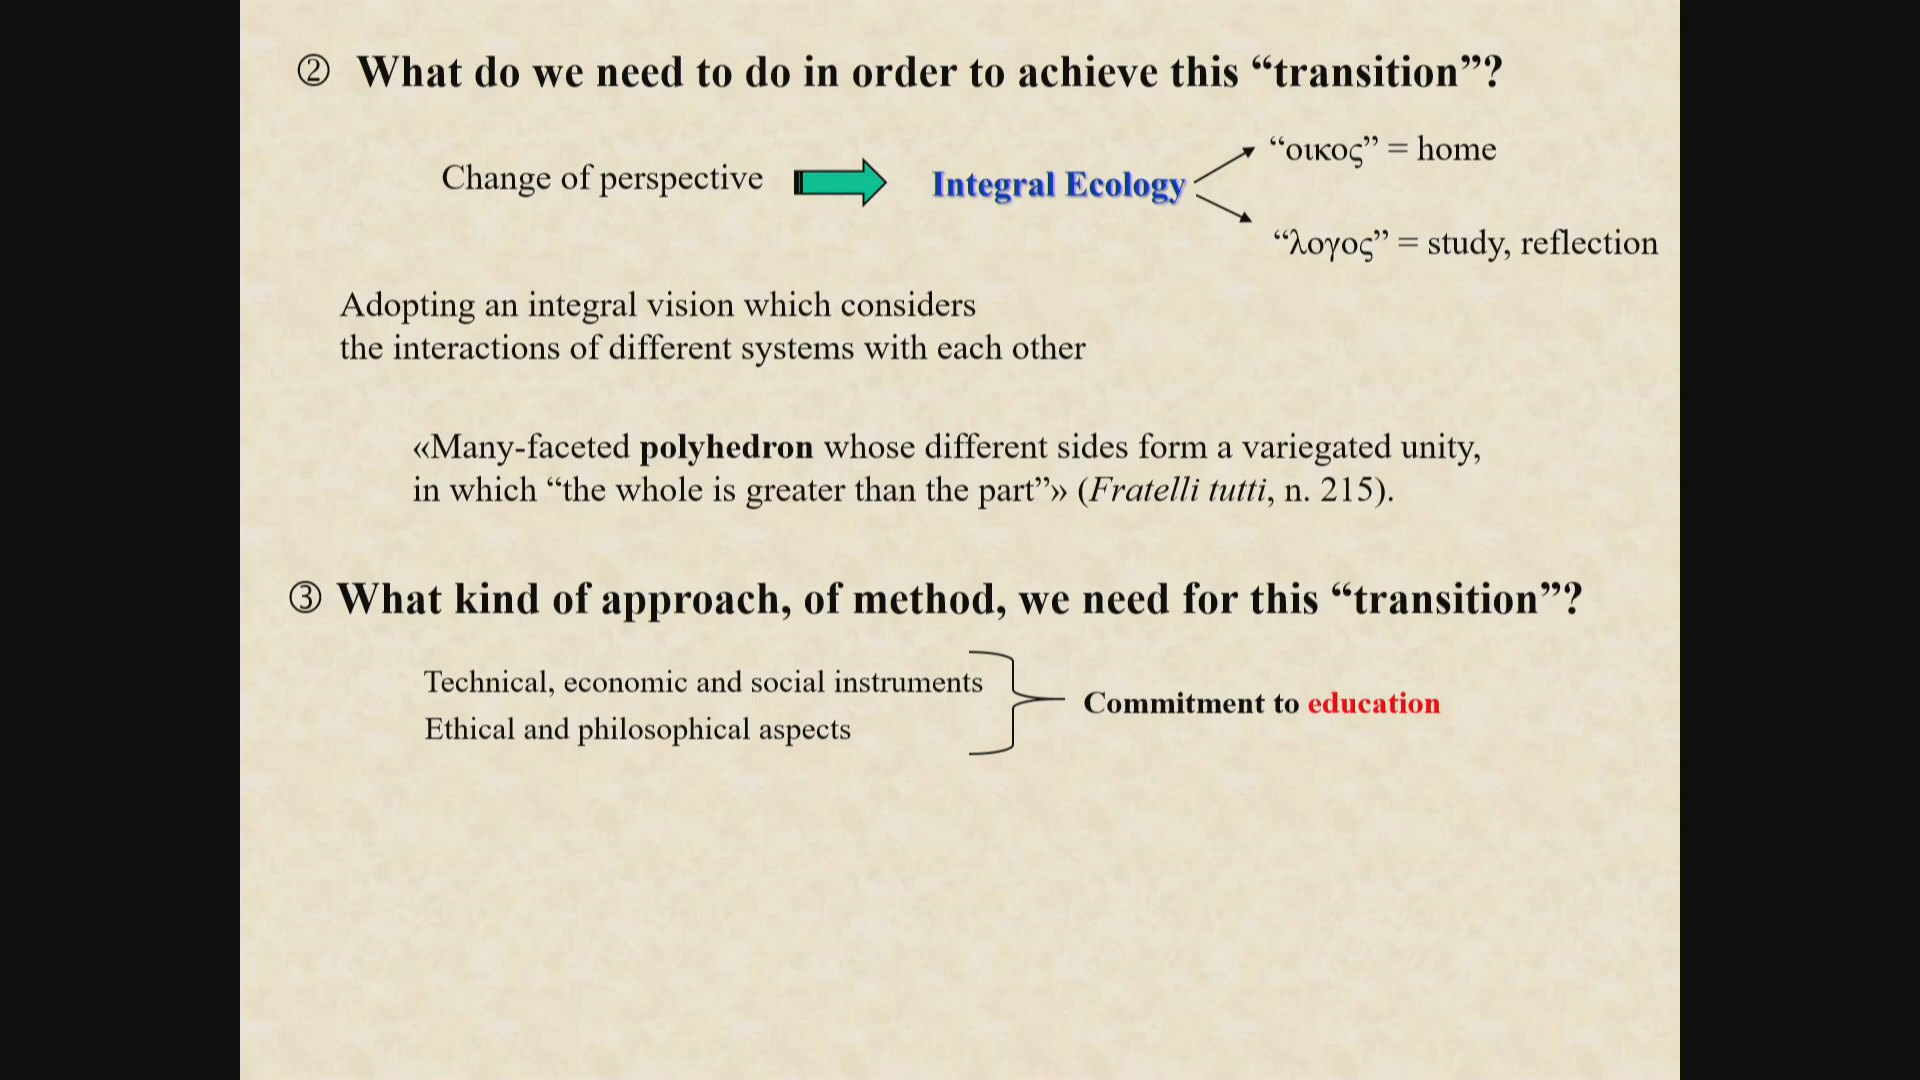 ② What do we need to do in order to achieve this “transition”?
Change of perspective
Integral Ecology
“οικος” = home
“λογος” = study, reflection
Adopting an integral vision which considers
the interactions of different systems with each other
«Many-faceted polyhedron whose different sides form a variegated unity,
in which “the whole is greater than the part”» (Fratelli tutti, n. 215).
③ What kind of approach, of method, we need for this “transition”?
Technical, economic and social instruments
Ethical and philosophical aspects
Commitment to education